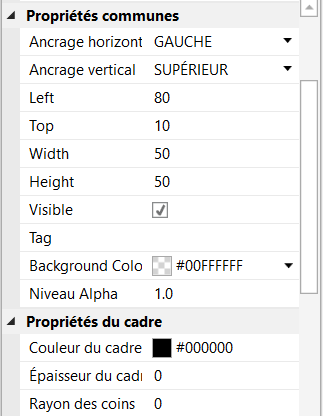 Propriétés communes
Ancrage horizont GAUCHE
Ancrage vertical SUPÉRIEUR
Left 80
Top 10
Width 50
Height 50
Visible
Tag
Background Colo #00FFFFFF
Niveau Alpha 1.0
Propriétés du cadre
Couleur du cadre #000000
Épaisseur du cad 0
Rayon des coins 0